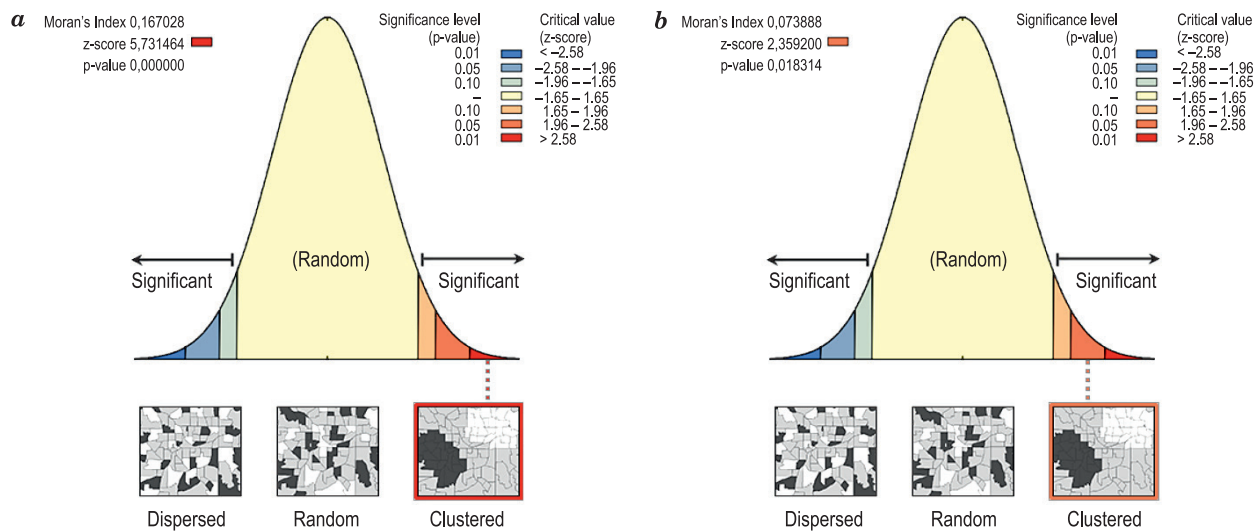 a
Moran's Index 0,167028
z-score 5,731464
p-value 0,000000
Significance level
(p-value)
Critical value
(z-score)
0.01 < –2.58
0.05 –2.58 – –1.96
0.10 –1.96 – –1.65
– –1.65 – 1.65
0.10 1.65 – 1.96
0.05 1.96 – 2.58
0.01 > 2.58
(Random)
Significant
Significant
Dispersed
Random
Clustered
b
Moran's Index 0,073888
z-score 2,359200
p-value 0,018314
Significance level
(p-value)
Critical value
(z-score)
0.01 < –2.58
0.05 –2.58 – –1.96
0.10 –1.96 – –1.65
– –1.65 – 1.65
0.10 1.65 – 1.96
0.05 1.96 – 2.58
0.01 > 2.58
(Random)
Significant
Significant
Dispersed
Random
Clustered